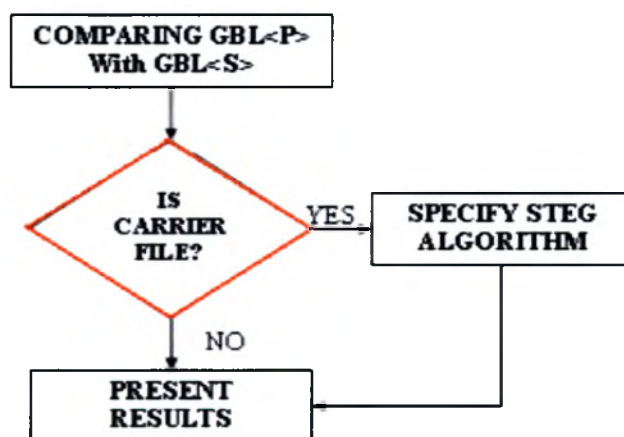 COMPARING GBL<P>
With GBL<S>
IS
CARRIER
FILE?
YES
SPECIFY STEG
ALGORITHM
NO
PRESENT
RESULTS